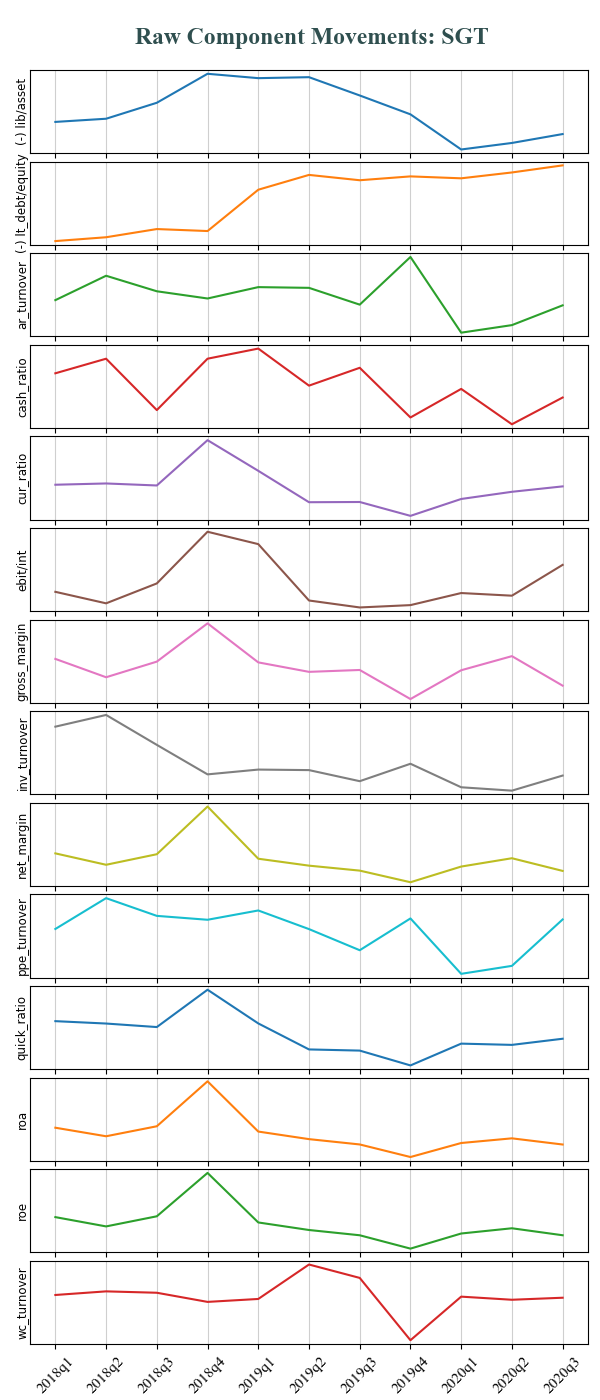 Raw Component Movements: SGT
(-) lib/asset
(-) lt_debt/equity
ar_turnover
cash_ratio
cur_ratio
ebit/int
gross_margin
inv_turnover
net_margin
ppe_turnover
quick_ratio
roa
roe
wc_turnover
2018q1 2018q2 2018q3 2018q4 2019q1 2019q2 2019q3 2019q4 2020q1 2020q2 2020q3